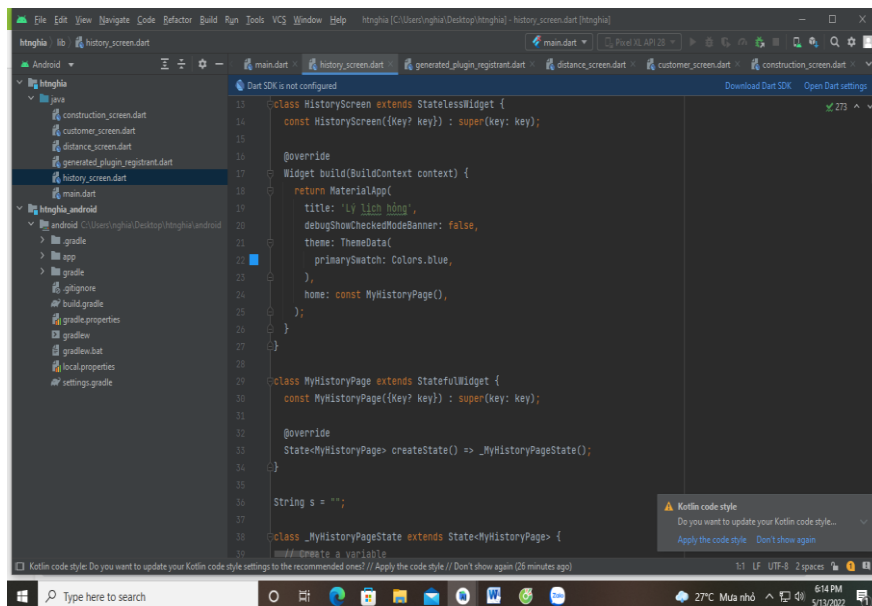 File Edit View Navigate Code Refactor Build Run Tools VCS Window Help htnghia [C:\Users\nghia\Desktop\htnghia] - history_screen.dart [htnghia]
htnghia lib history_screen.dart main.dart Pixel XL API 28
Android main.dart history_screen.dart generated_plugin_registrant.dart distance_screen.dart customer_screen.dart construction_screen.dart
Dart SDK is not configured Download Dart SDK Open Dart settings
htnghia
java
construction_screen.dart
customer_screen.dart
distance_screen.dart
generated_plugin_registrant.dart
history_screen.dart
main.dart
htnghia_android
android C:\Users\nghia\Desktop\htnghia\android
.gradle
app
gradle
.gitignore
build.gradle
gradle.properties
gradlew
gradlew.bat
local.properties
settings.gradle
273
13 class HistoryScreen extends StatelessWidget {
14 const HistoryScreen({Key? key}) : super(key: key);
15
16 @override
17 Widget build(BuildContext context) {
18 return MaterialApp(
19 title: 'Lý lịch hỏng',
20 debugShowCheckedModeBanner: false,
21 theme: ThemeData(
22 primarySwatch: Colors.blue,
23 ),
24 home: const MyHistoryPage(),
25 );
26 }
27 }
28
29 class MyHistoryPage extends StatefulWidget {
30 const MyHistoryPage({Key? key}) : super(key: key);
31
32 @override
33 State<MyHistoryPage> createState() => _MyHistoryPageState();
34 }
35
36 String s = "";
37
38 class _MyHistoryPageState extends State<MyHistoryPage> {
39 // Create a variable
Kotlin code style
Do you want to update your Kotlin code style...
Apply the code style Don't show again
Kotlin code style: Do you want to update your Kotlin code style settings to the recommended ones? // Apply the code style // Don't show again (26 minutes ago) 1:1 LF UTF-8 2 spaces
Type here to search 27°C Mưa nhỏ 6:14 PM
5/13/2022